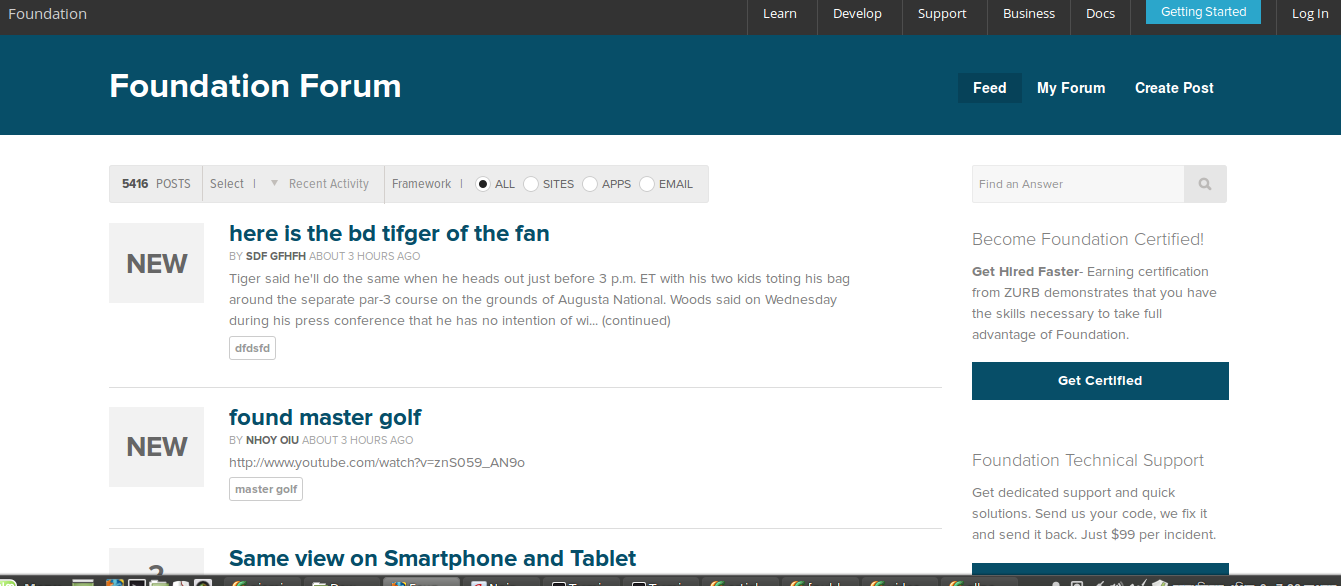 Foundation
Learn
Develop
Support
Business
Docs
Getting Started
Log In
Foundation Forum
Feed
My Forum
Create Post
5416 POSTS
Select
Recent Activity
Framework
ALL
SITES
APPS
EMAIL
Find an Answer
NEW
here is the bd tifger of the fan
BY SDF GFHFH ABOUT 3 HOURS AGO
Tiger said he'll do the same when he heads out just before 3 p.m. ET with his two kids toting his bag
around the separate par-3 course on the grounds of Augusta National. Woods said on Wednesday
during his press conference that he has no intention of wi... (continued)
dfdsfd
NEW
found master golf
BY NHOY OIU ABOUT 3 HOURS AGO
http://www.youtube.com/watch?v=znS059_AN9o
master golf
Same view on Smartphone and Tablet
Become Foundation Certified!
Get Hired Faster- Earning certification
from ZURB demonstrates that you have
the skills necessary to take full
advantage of Foundation.
Get Certified
Foundation Technical Support
Get dedicated support and quick
solutions. Send us your code, we fix it
and send it back. Just $99 per incident.